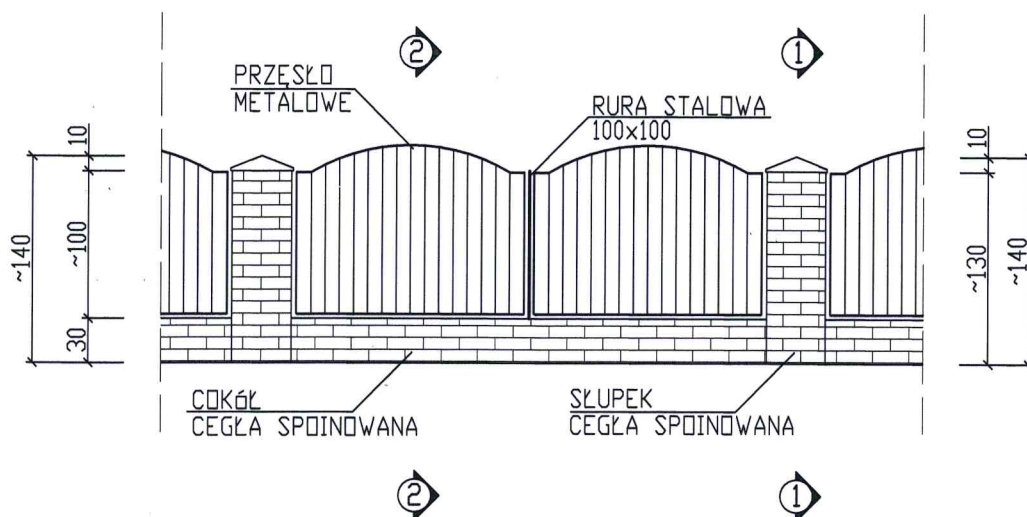 2
1
PRZĘSŁO
METALOWE
RURA STALOWA
100x100
10
~100
30
~140
10
~130
~140
COKÓŁ
CEGŁA SPOINOWANA
SŁUPEK
CEGŁA SPOINOWANA
2
1